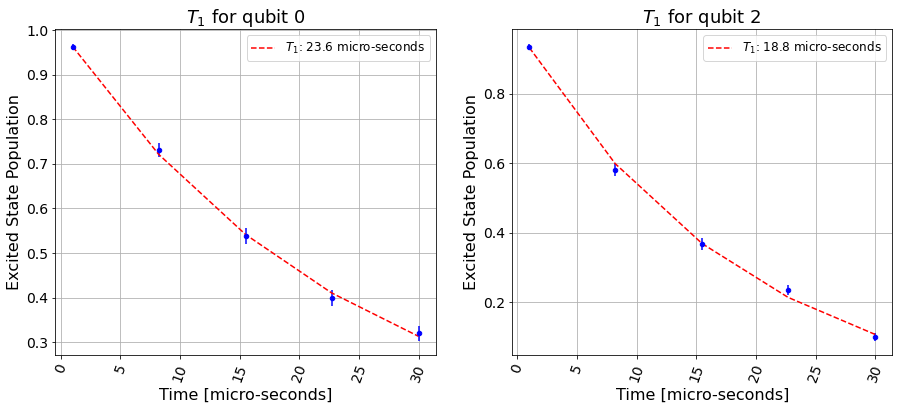 T₁ for qubit 0
T₁: 23.6 micro-seconds
Excited State Population
1.0
0.9
0.8
0.7
0.6
0.5
0.4
0.3
0 5 10 15 20 25 30
Time [micro-seconds]
T₁ for qubit 2
T₁: 18.8 micro-seconds
Excited State Population
0.8
0.6
0.4
0.2
0 5 10 15 20 25 30
Time [micro-seconds]